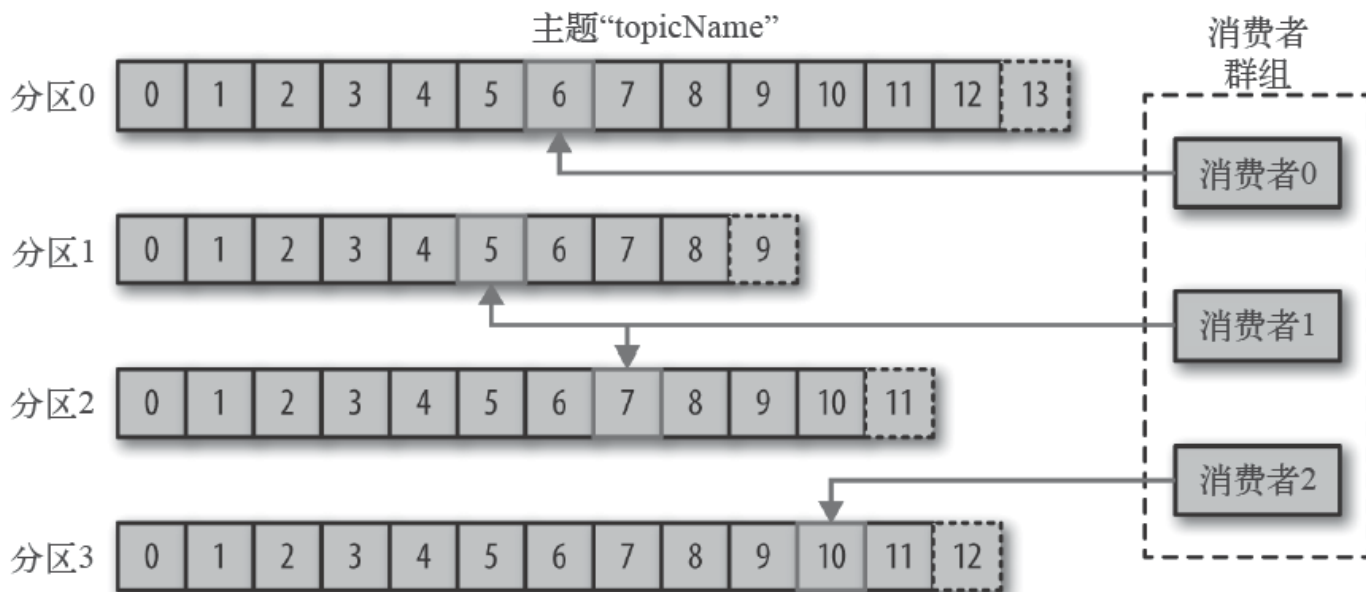 主题“topicName”
消费者
群组
分区0 0 1 2 3 4 5 6 7 8 9 10 11 12 13
消费者0
分区1 0 1 2 3 4 5 6 7 8 9
消费者1
分区2 0 1 2 3 4 5 6 7 8 9 10 11
消费者2
分区3 0 1 2 3 4 5 6 7 8 9 10 11 12